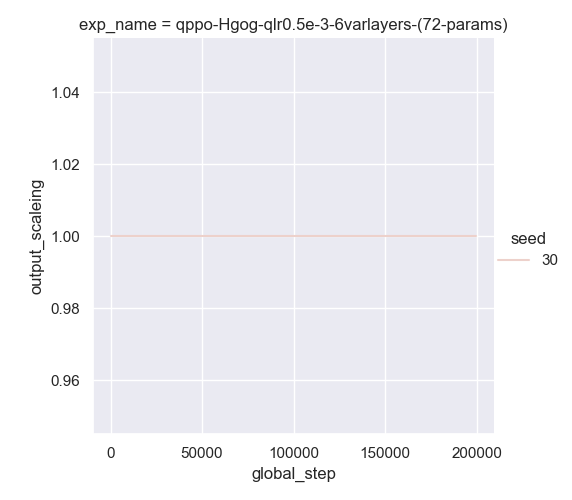 exp_name = qppo-Hgog-qlr0.5e-3-6varlayers-(72-params)
1.04
1.02
1.00
0.98
0.96
output_scaleing
0
50000
100000
150000
200000
global_step
seed
30